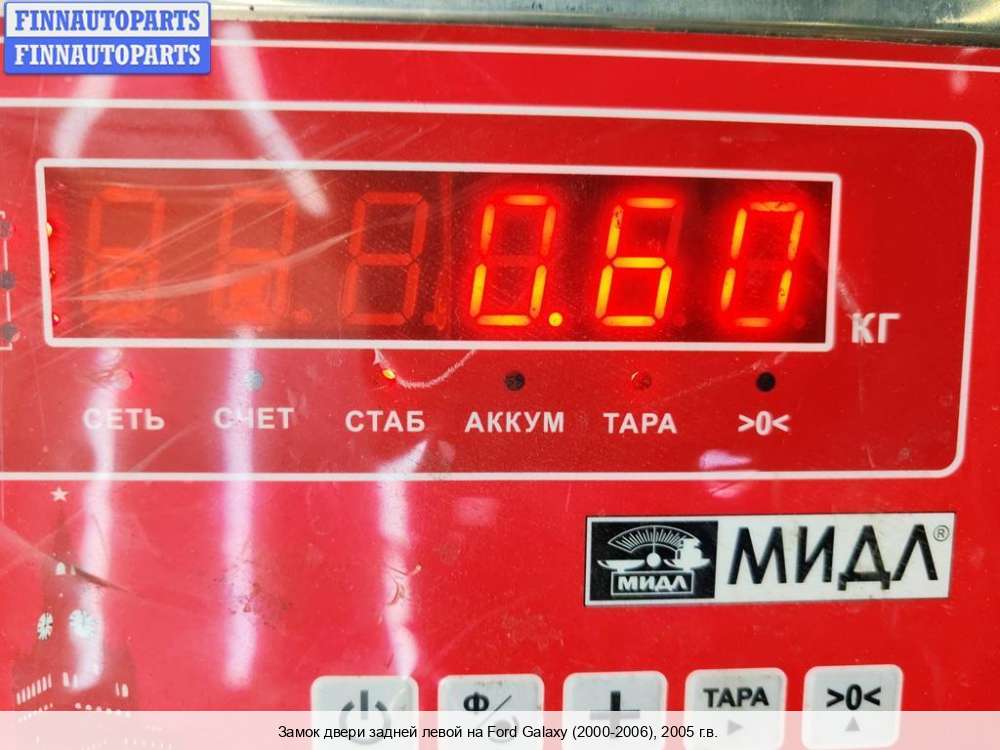 FINNAUTOPARTS
FINNAUTOPARTS
0.60
КГ
СЕТЬ СЧЕТ СТАБ АККУМ ТАРА >0<
МИДЛ МИДЛ®
Ф/
+
ТАРА >0<
Замок двери задней левой на Ford Galaxy (2000-2006), 2005 г.в.